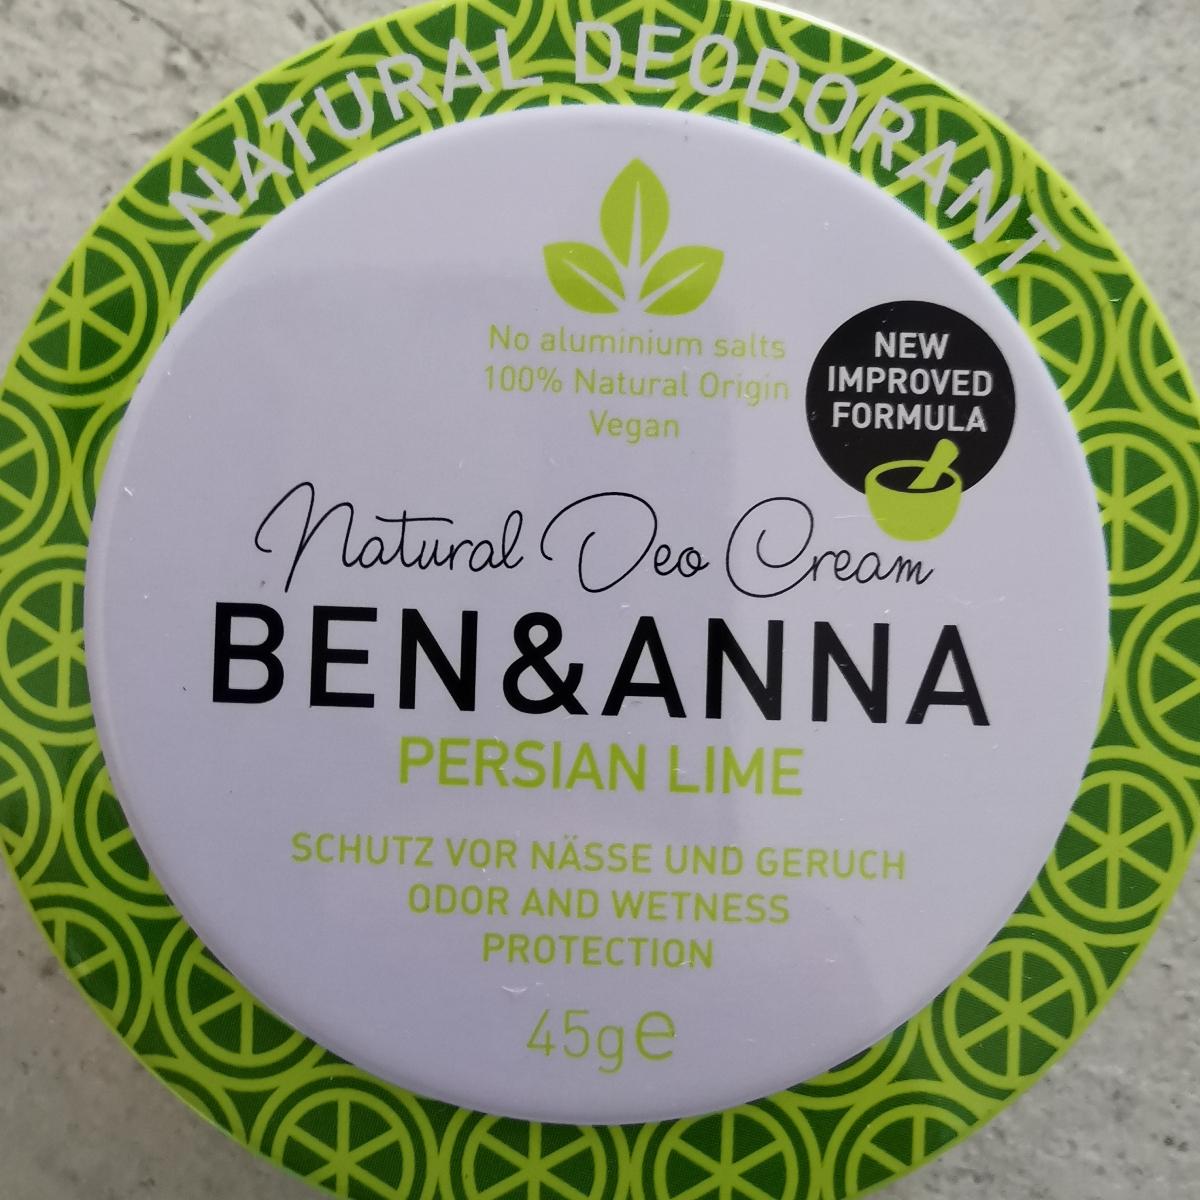 NATURAL DEODORANT
No aluminium salts
100% Natural Origin
Vegan
NEW
IMPROVED
FORMULA
Natural Deo Cream
BEN&ANNA
PERSIAN LIME
SCHUTZ VOR NÄSSE UND GERUCH
ODOR AND WETNESS
PROTECTION
45g℮